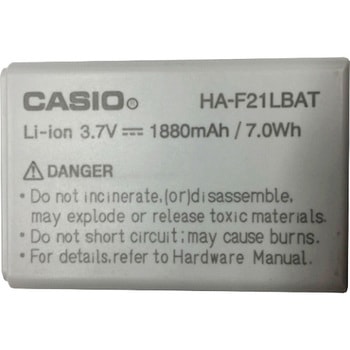 CASIO® HA-F21LBAT
Li-ion 3.7V ⎓ 1880mAh / 7.0Wh
⚠ DANGER
• Do not incinerate,(or)disassemble,
may explode or release toxic materials.
• Do not short circuit; may cause burns.
• For details,refer to Hardware Manual.